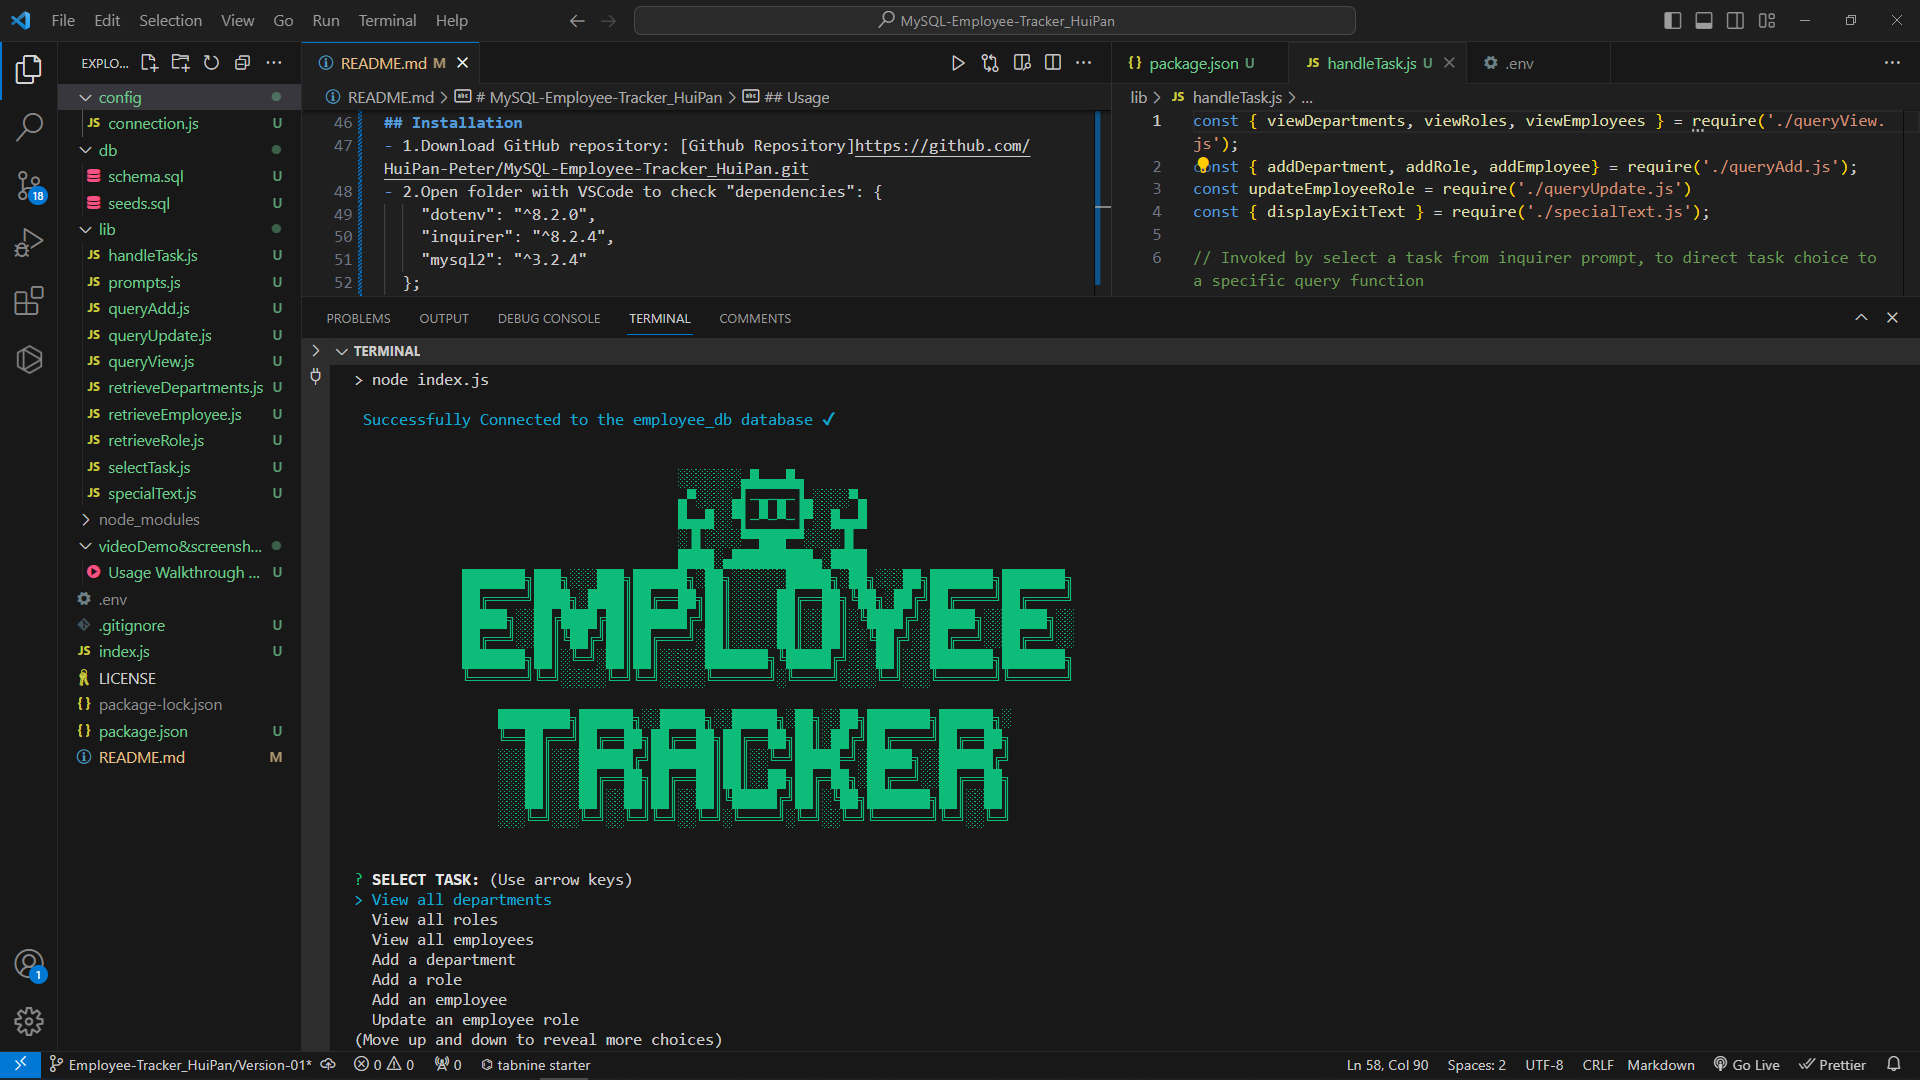 File Edit Selection View Go Run Terminal Help
MySQL-Employee-Tracker_HuiPan
EXPLO...
config
JS connection.js U
db
schema.sql U
seeds.sql U
lib
JS handleTask.js U
JS prompts.js U
JS queryAdd.js U
JS queryUpdate.js U
JS queryView.js U
JS retrieveDepartments.js U
JS retrieveEmployee.js U
JS retrieveRole.js U
JS selectTask.js U
JS specialText.js U
node_modules
videoDemo&screensh...
Usage Walkthrough ... U
.env
.gitignore U
JS index.js U
LICENSE
{} package-lock.json
{} package.json U
README.md M
18
1
README.md M
README.md > # MySQL-Employee-Tracker_HuiPan > ## Usage
46 ## Installation
47 - 1.Download GitHub repository: [Github Repository]https://github.com/
HuiPan-Peter/MySQL-Employee-Tracker_HuiPan.git
48 - 2.Open folder with VSCode to check "dependencies": {
49 "dotenv": "^8.2.0",
50 "inquirer": "^8.2.4",
51 "mysql2": "^3.2.4"
52 };
{} package.json U JS handleTask.js U .env
lib > JS handleTask.js > ...
1 const { viewDepartments, viewRoles, viewEmployees } = require('./queryView.
js');
2 const { addDepartment, addRole, addEmployee} = require('./queryAdd.js');
3 const updateEmployeeRole = require('./queryUpdate.js')
4 const { displayExitText } = require('./specialText.js');
5
6 // Invoked by select a task from inquirer prompt, to direct task choice to
a specific query function
PROBLEMS OUTPUT DEBUG CONSOLE TERMINAL COMMENTS
TERMINAL
> node index.js
Successfully Connected to the employee_db database ✓
EMPLOYEE
TRACKER
? SELECT TASK: (Use arrow keys)
> View all departments
View all roles
View all employees
Add a department
Add a role
Add an employee
Update an employee role
(Move up and down to reveal more choices)
Employee-Tracker_HuiPan/Version-01* 0 0 0 tabnine starter Ln 58, Col 90 Spaces: 2 UTF-8 CRLF Markdown Go Live Prettier